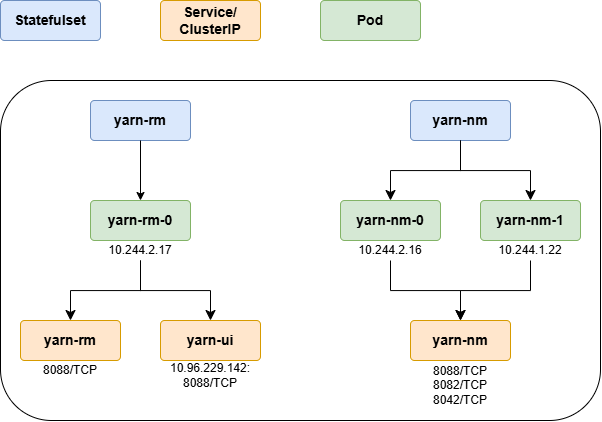 Statefulset
Service/
ClusterIP
Pod
yarn-rm
yarn-nm
yarn-rm-0
yarn-nm-0
yarn-nm-1
10.244.2.17
10.244.2.16
10.244.1.22
yarn-rm
yarn-ui
yarn-nm
8088/TCP
10.96.229.142:
8088/TCP
8088/TCP
8082/TCP
8042/TCP